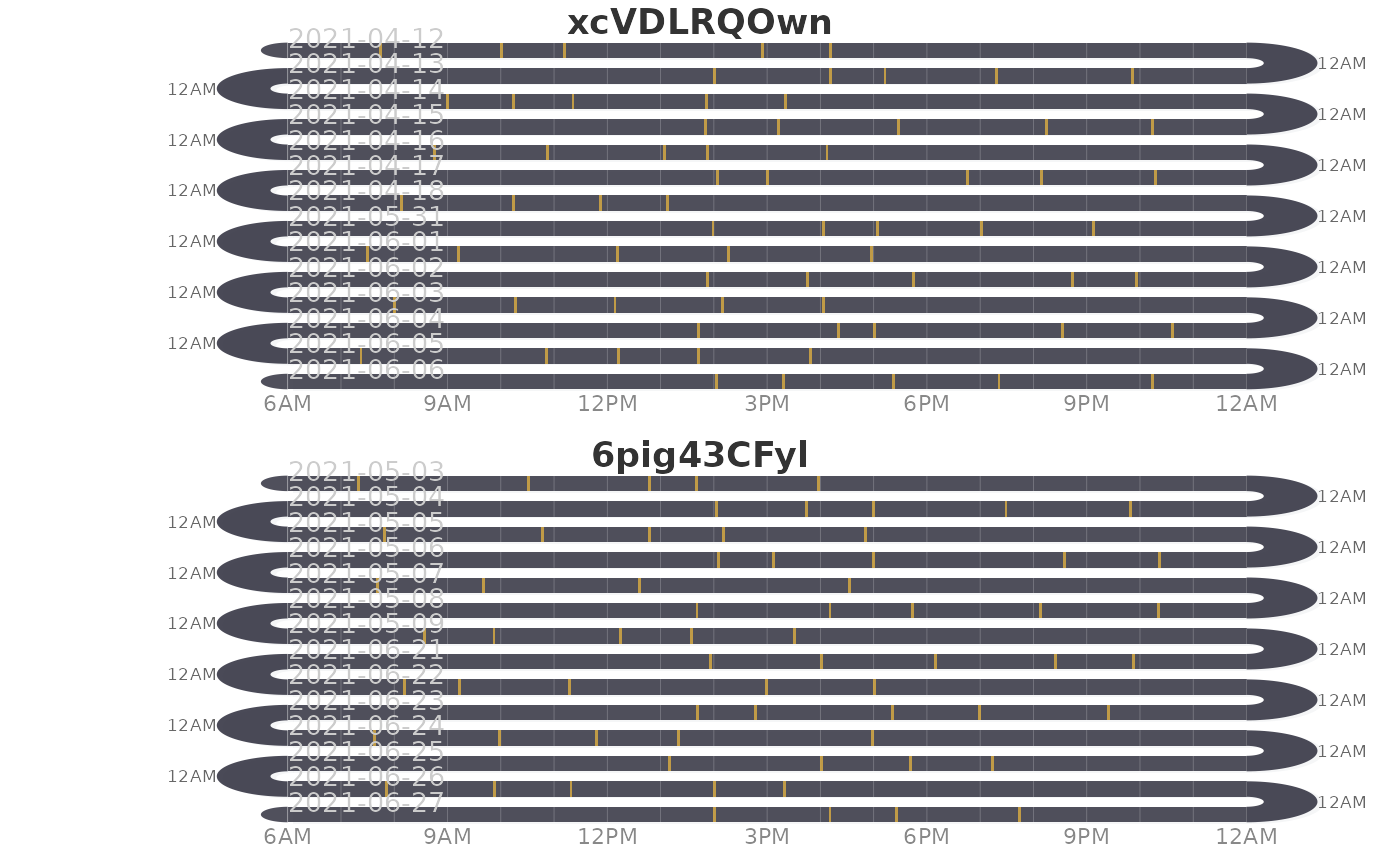 xcVDLRQOwn
2021-04-12
2021-04-13
12AM
12AM
2021-04-14
2021-04-15
12AM
12AM
2021-04-16
2021-04-17
12AM
12AM
2021-04-18
2021-05-31
12AM
12AM
2021-06-01
2021-06-02
12AM
12AM
2021-06-03
2021-06-04
12AM
12AM
2021-06-05
2021-06-06
12AM
6AM 9AM 12PM 3PM 6PM 9PM 12AM
6pig43CFyl
2021-05-03
2021-05-04
12AM
12AM
2021-05-05
2021-05-06
12AM
12AM
2021-05-07
2021-05-08
12AM
12AM
2021-05-09
2021-06-21
12AM
12AM
2021-06-22
2021-06-23
12AM
12AM
2021-06-24
2021-06-25
12AM
12AM
2021-06-26
2021-06-27
12AM
6AM 9AM 12PM 3PM 6PM 9PM 12AM